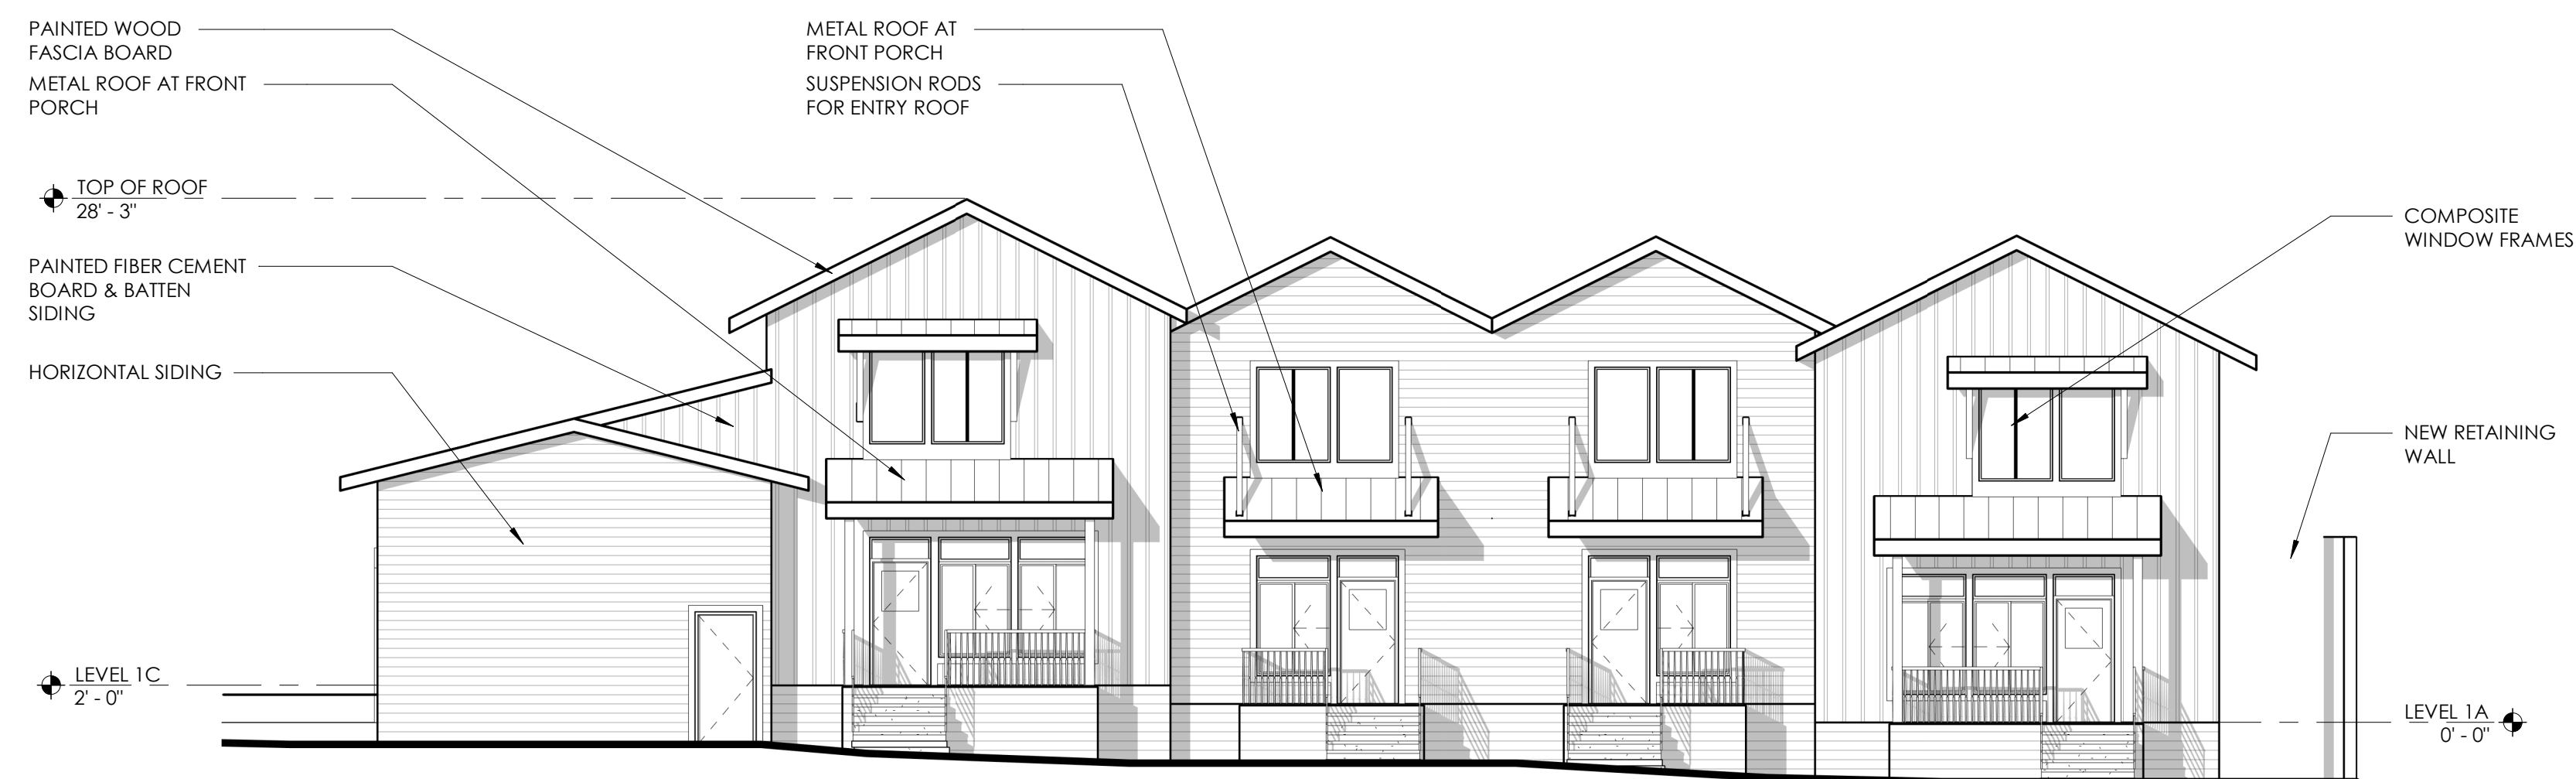 PAINTED WOOD
FASCIA BOARD
METAL ROOF AT FRONT
PORCH
METAL ROOF AT
FRONT PORCH
SUSPENSION RODS
FOR ENTRY ROOF
TOP OF ROOF
28' - 3"
PAINTED FIBER CEMENT
BOARD & BATTEN
SIDING
HORIZONTAL SIDING
COMPOSITE
WINDOW FRAMES
NEW RETAINING
WALL
LEVEL 1C
2' - 0"
LEVEL 1A
0' - 0"